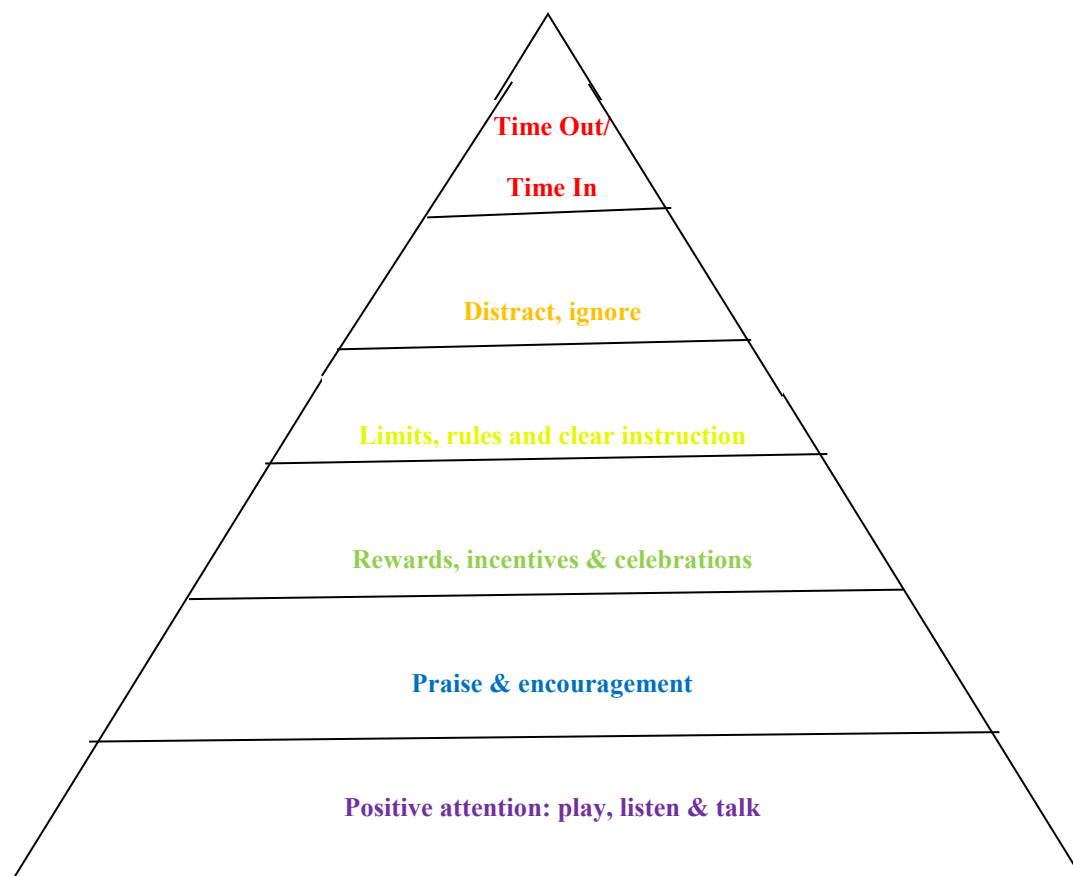 Time Out/
Time In
Distract, ignore
Limits, rules and clear instruction
Rewards, incentives & celebrations
Praise & encouragement
Positive attention: play, listen & talk